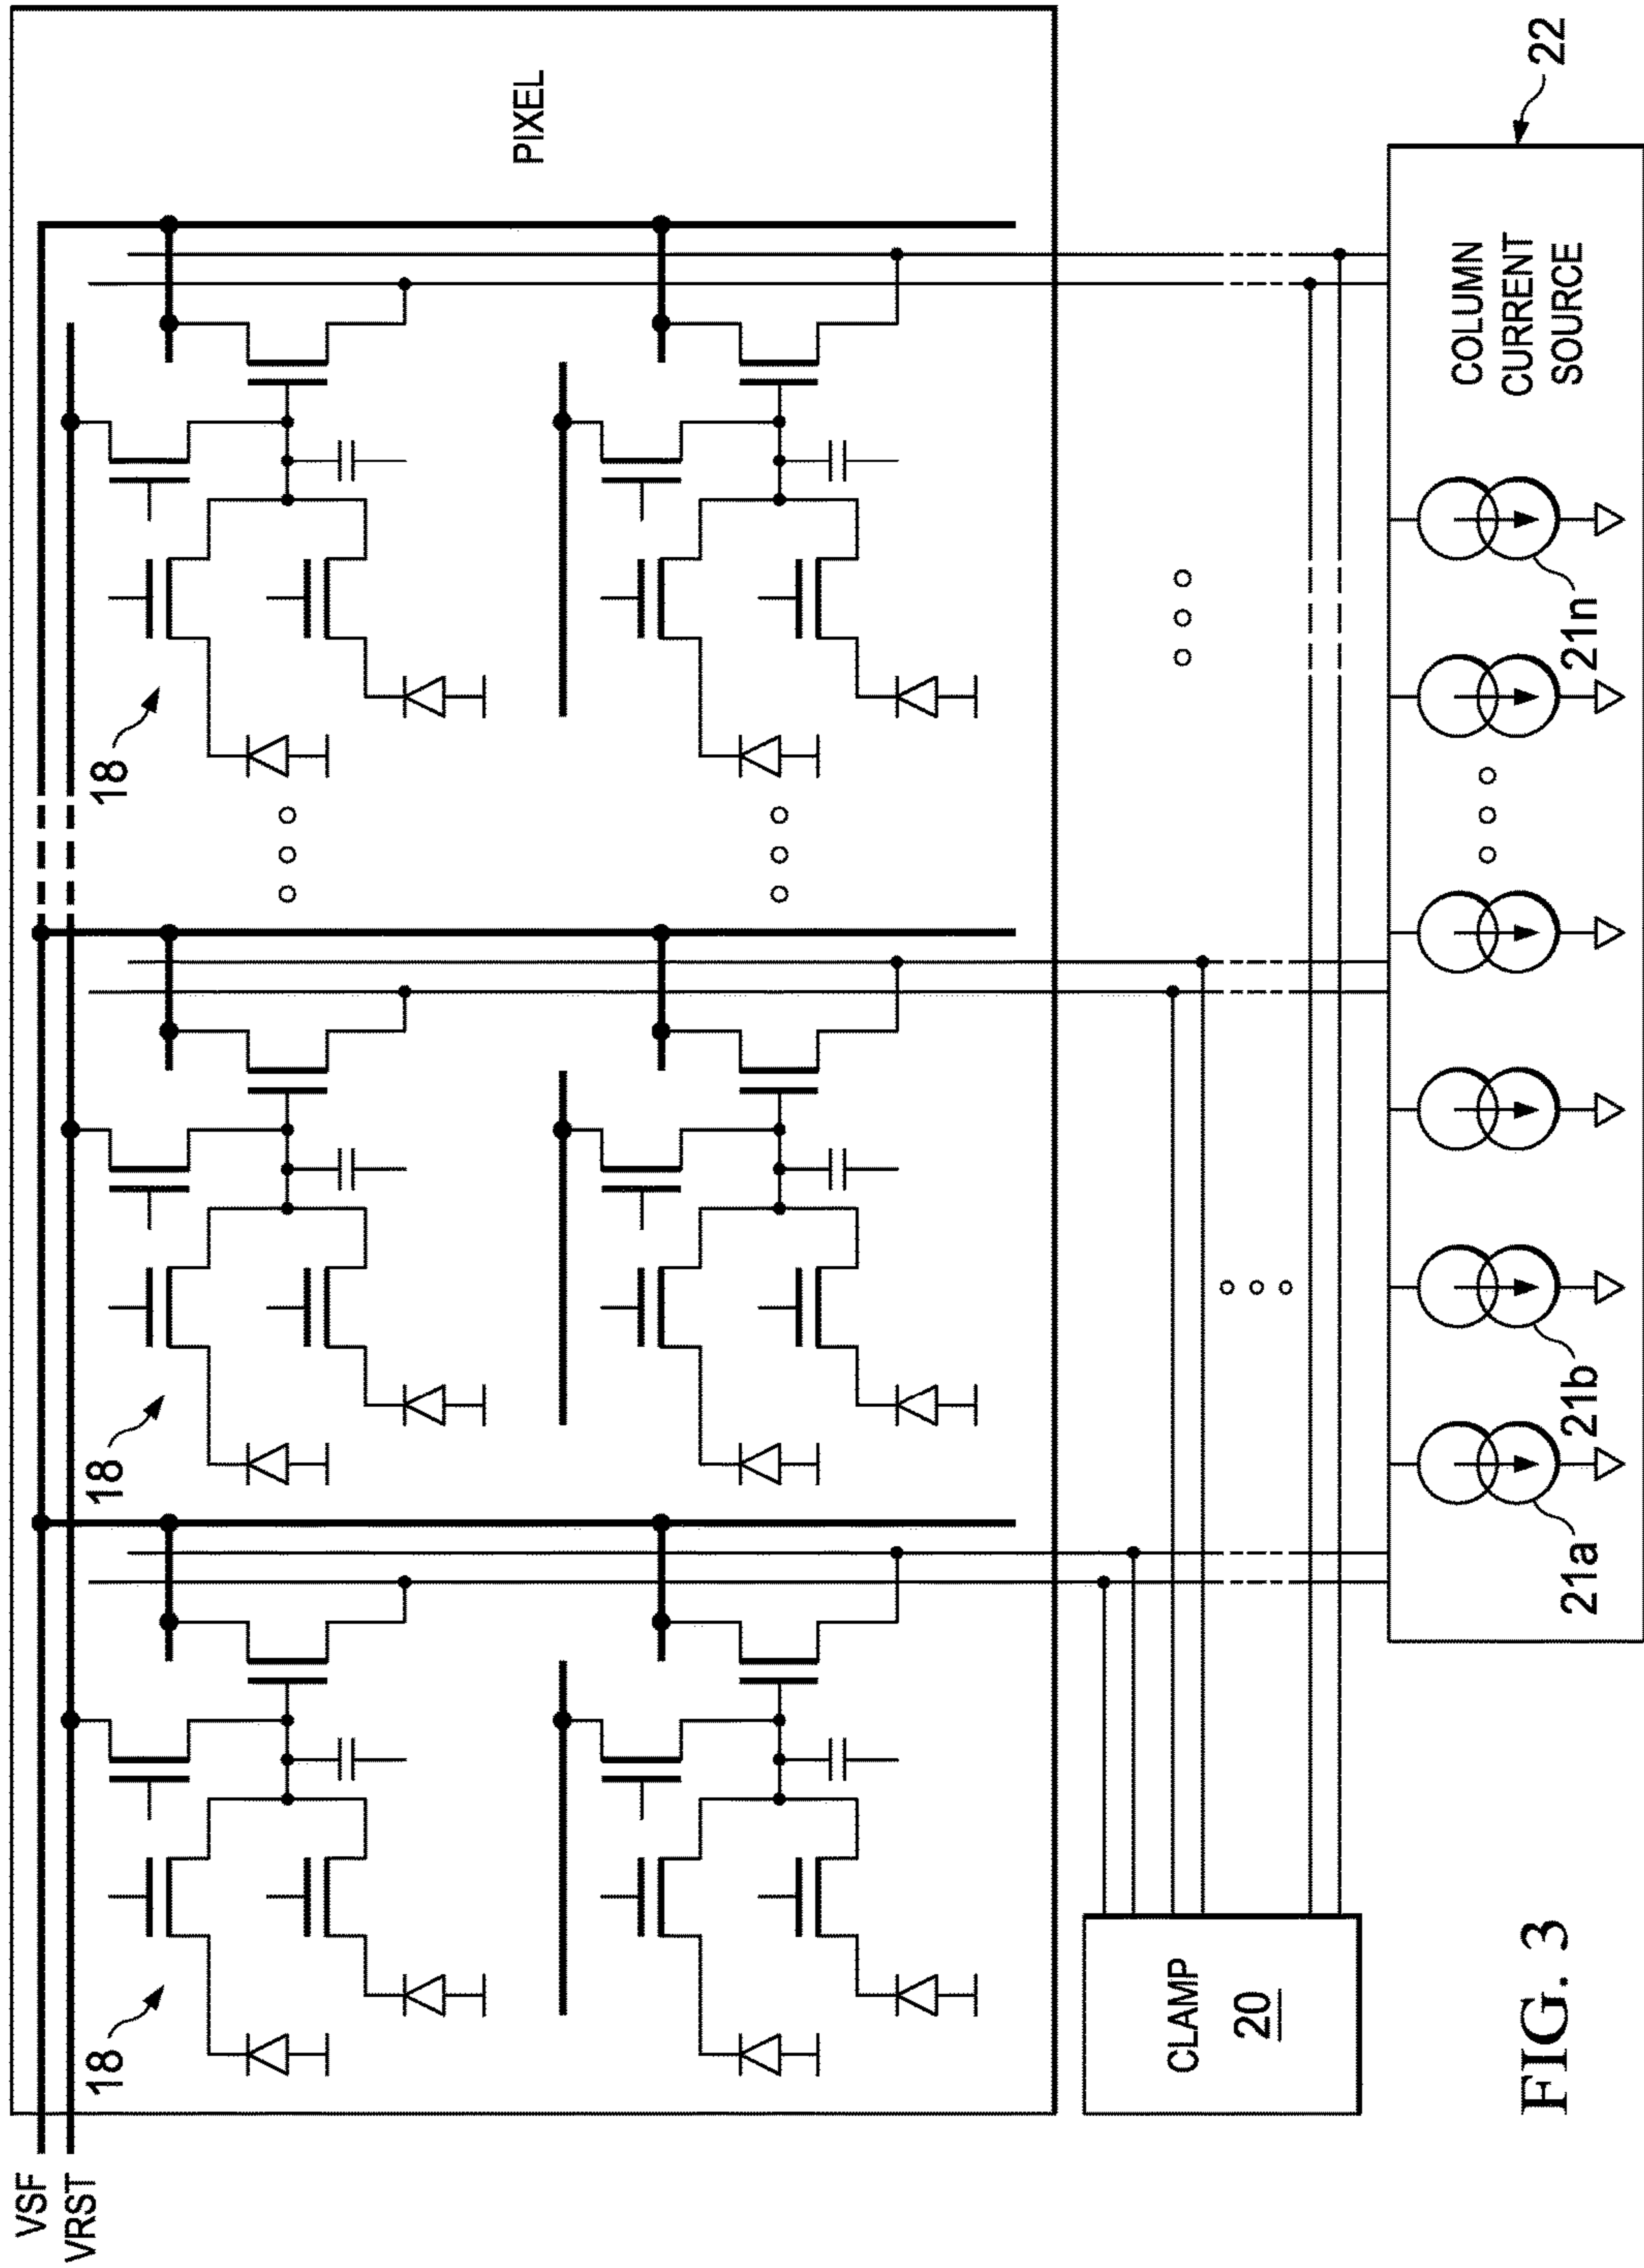 VSF
VRST
18
18
18
PIXEL
CLAMP
20
22
COLUMN
CURRENT
SOURCE
21a
21b
21n
FIG. 3